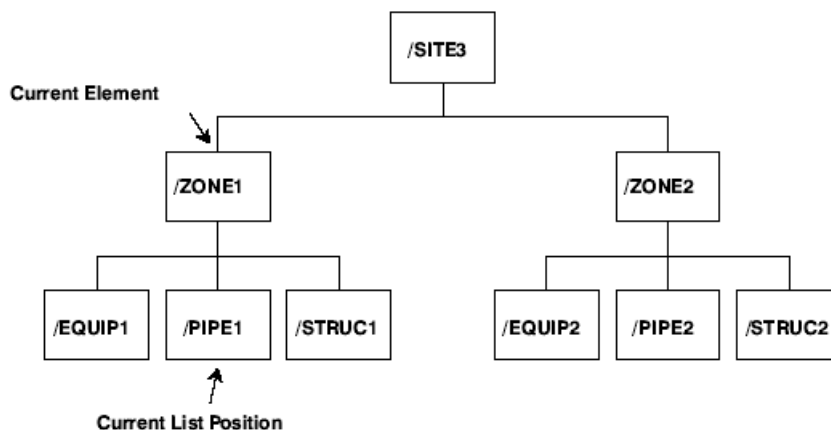 /SITE3
Current Element
/ZONE1
/ZONE2
/EQUIP1
/PIPE1
/STRUC1
/EQUIP2
/PIPE2
/STRUC2
Current List Position